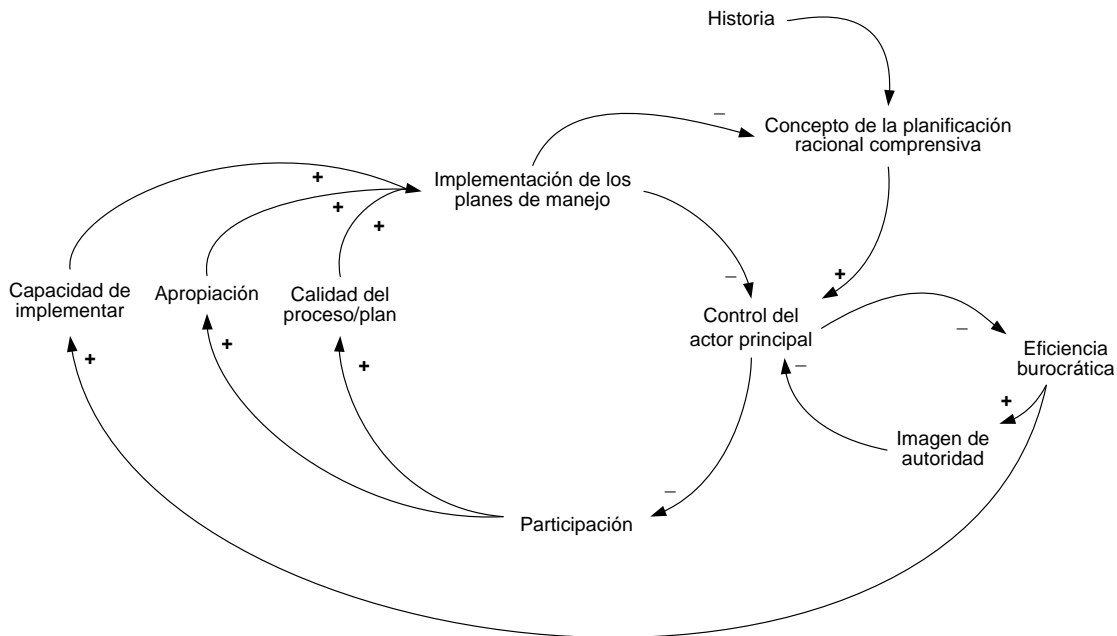 Historia
–
Concepto de la planificación
racional comprensiva
Implementación de los
planes de manejo
+
+
+
–
+
Capacidad de
implementar
Apropiación
Calidad del
proceso/plan
Control del
actor principal
–
Eficiencia
burocrática
+
+
+
–
+
Imagen de
autoridad
–
Participación